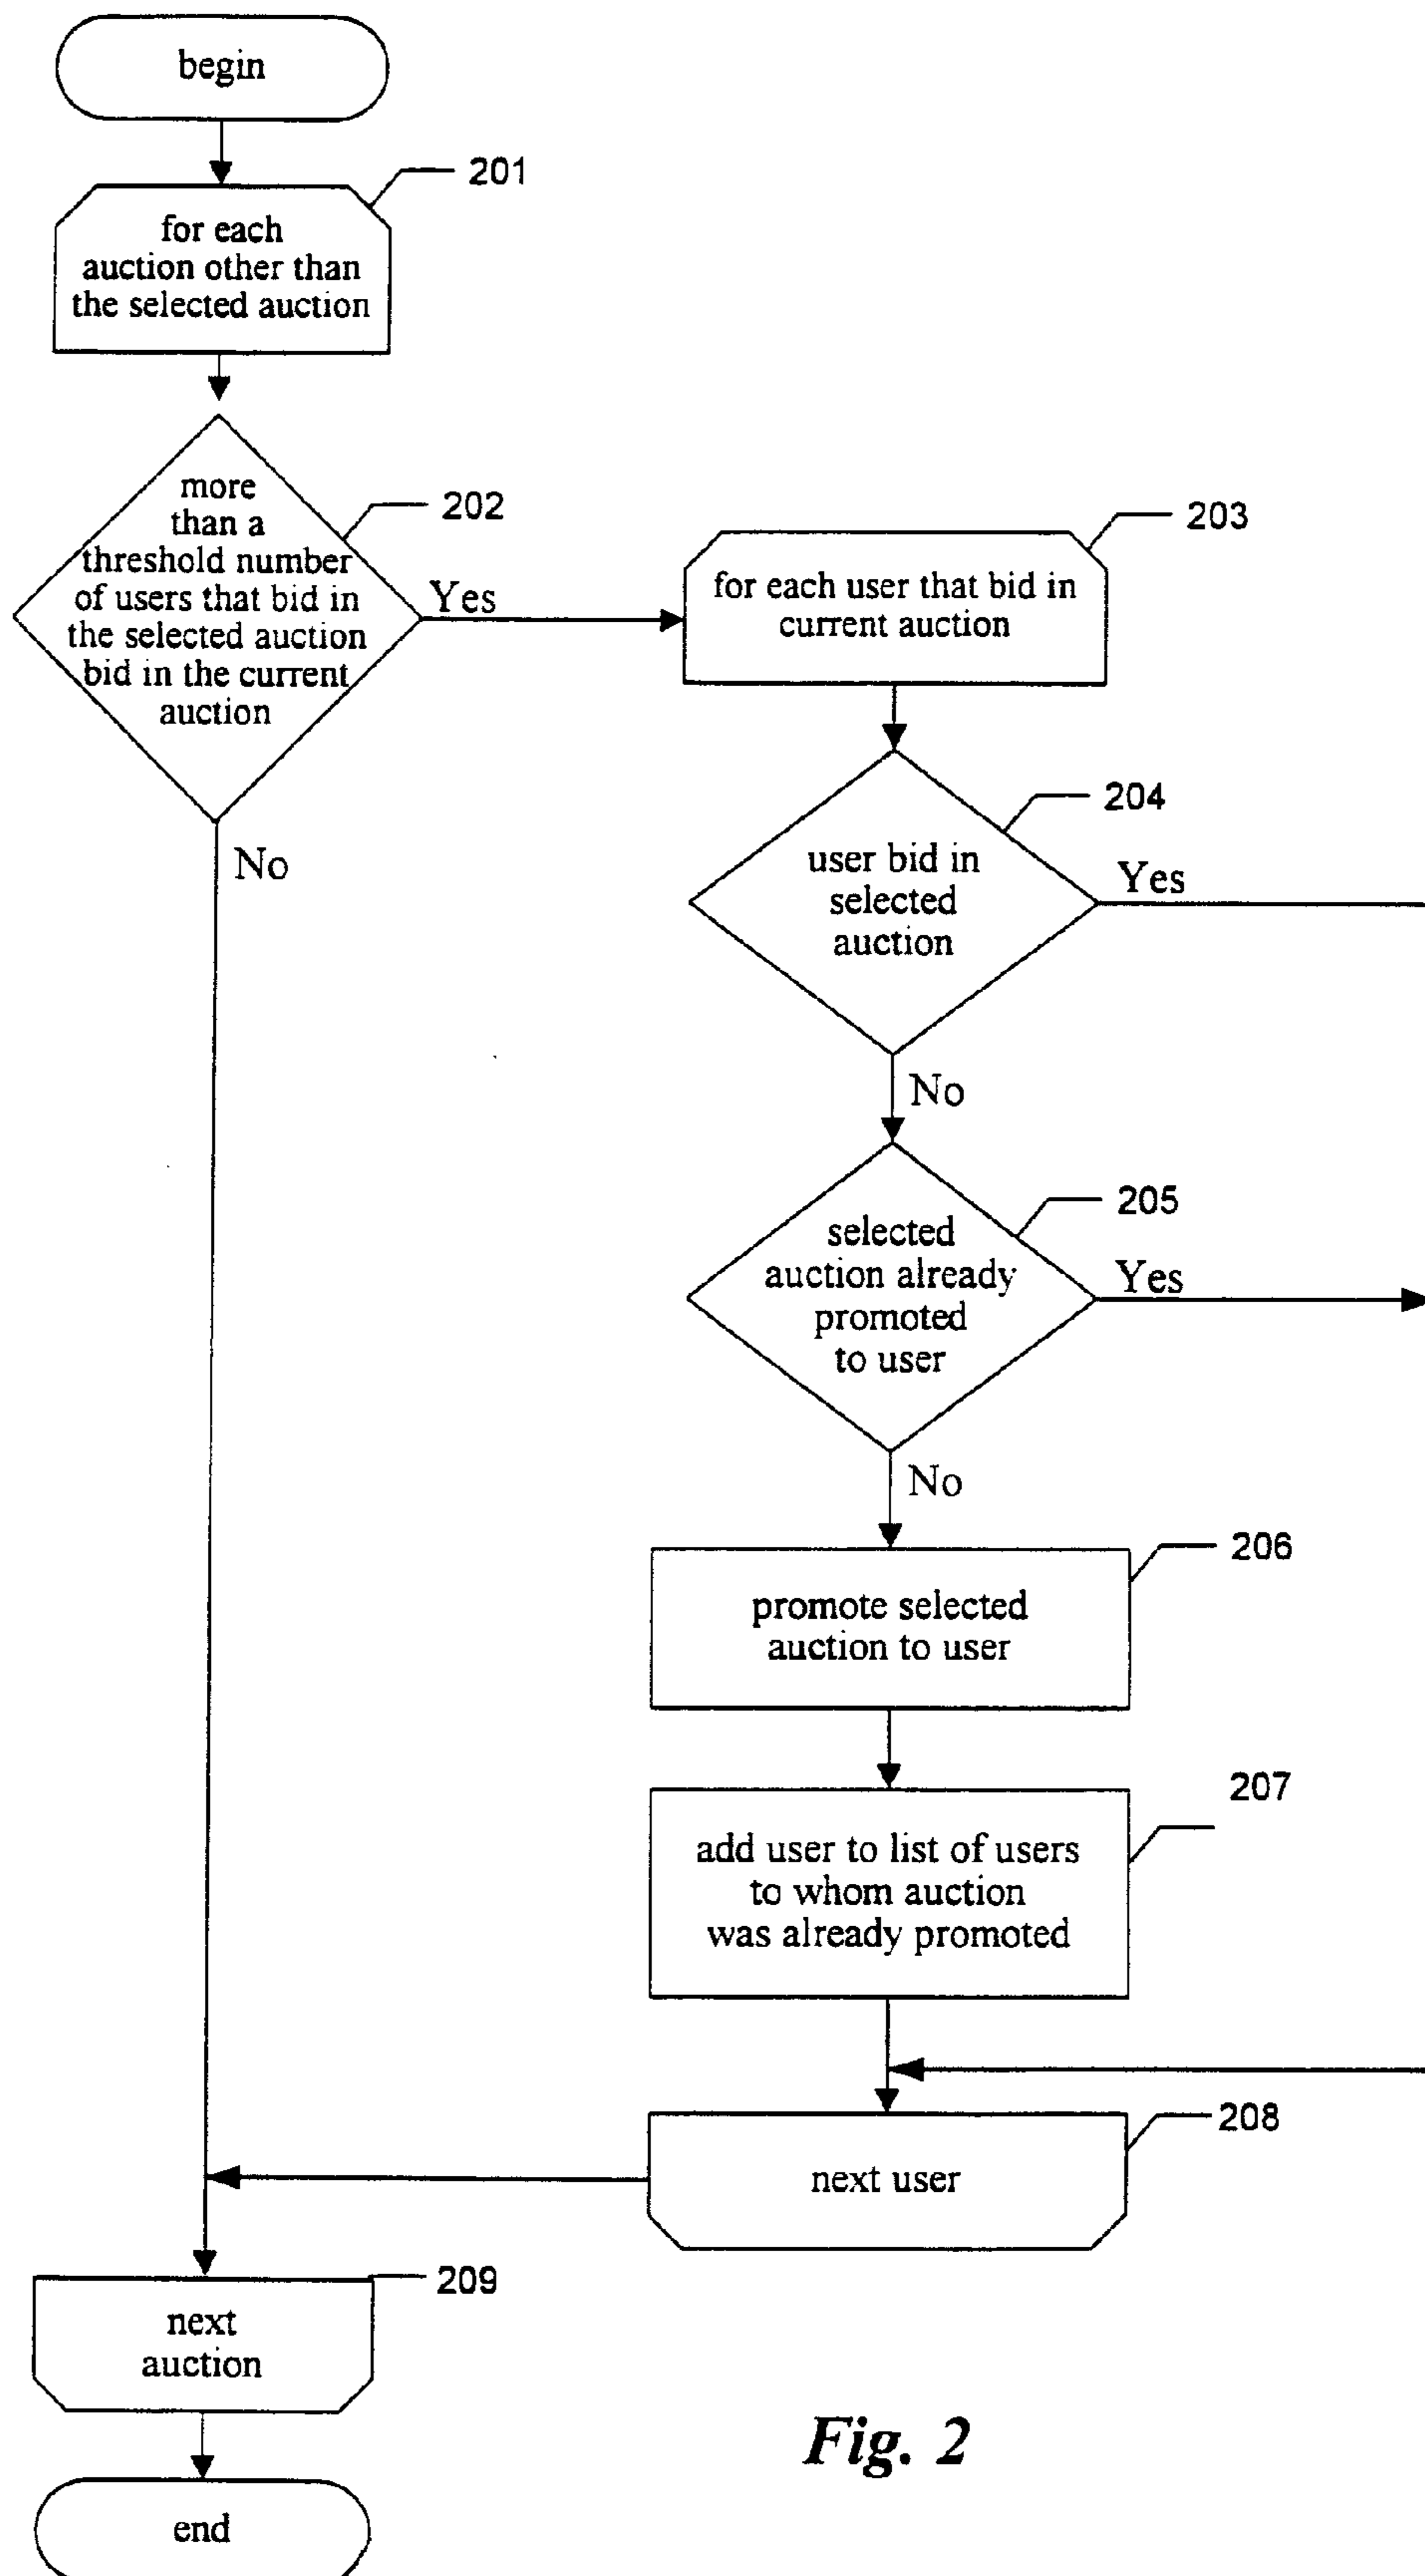 begin
201
for each
auction other than
the selected auction
202
more
than a
threshold number
of users that bid in
the selected auction
bid in the current
auction
Yes
No
203
for each user that bid in
current auction
204
user bid in
selected
auction
Yes
No
205
selected
auction already
promoted
to user
Yes
No
206
promote selected
auction to user
207
add user to list of users
to whom auction
was already promoted
208
next user
209
next
auction
end
Fig. 2